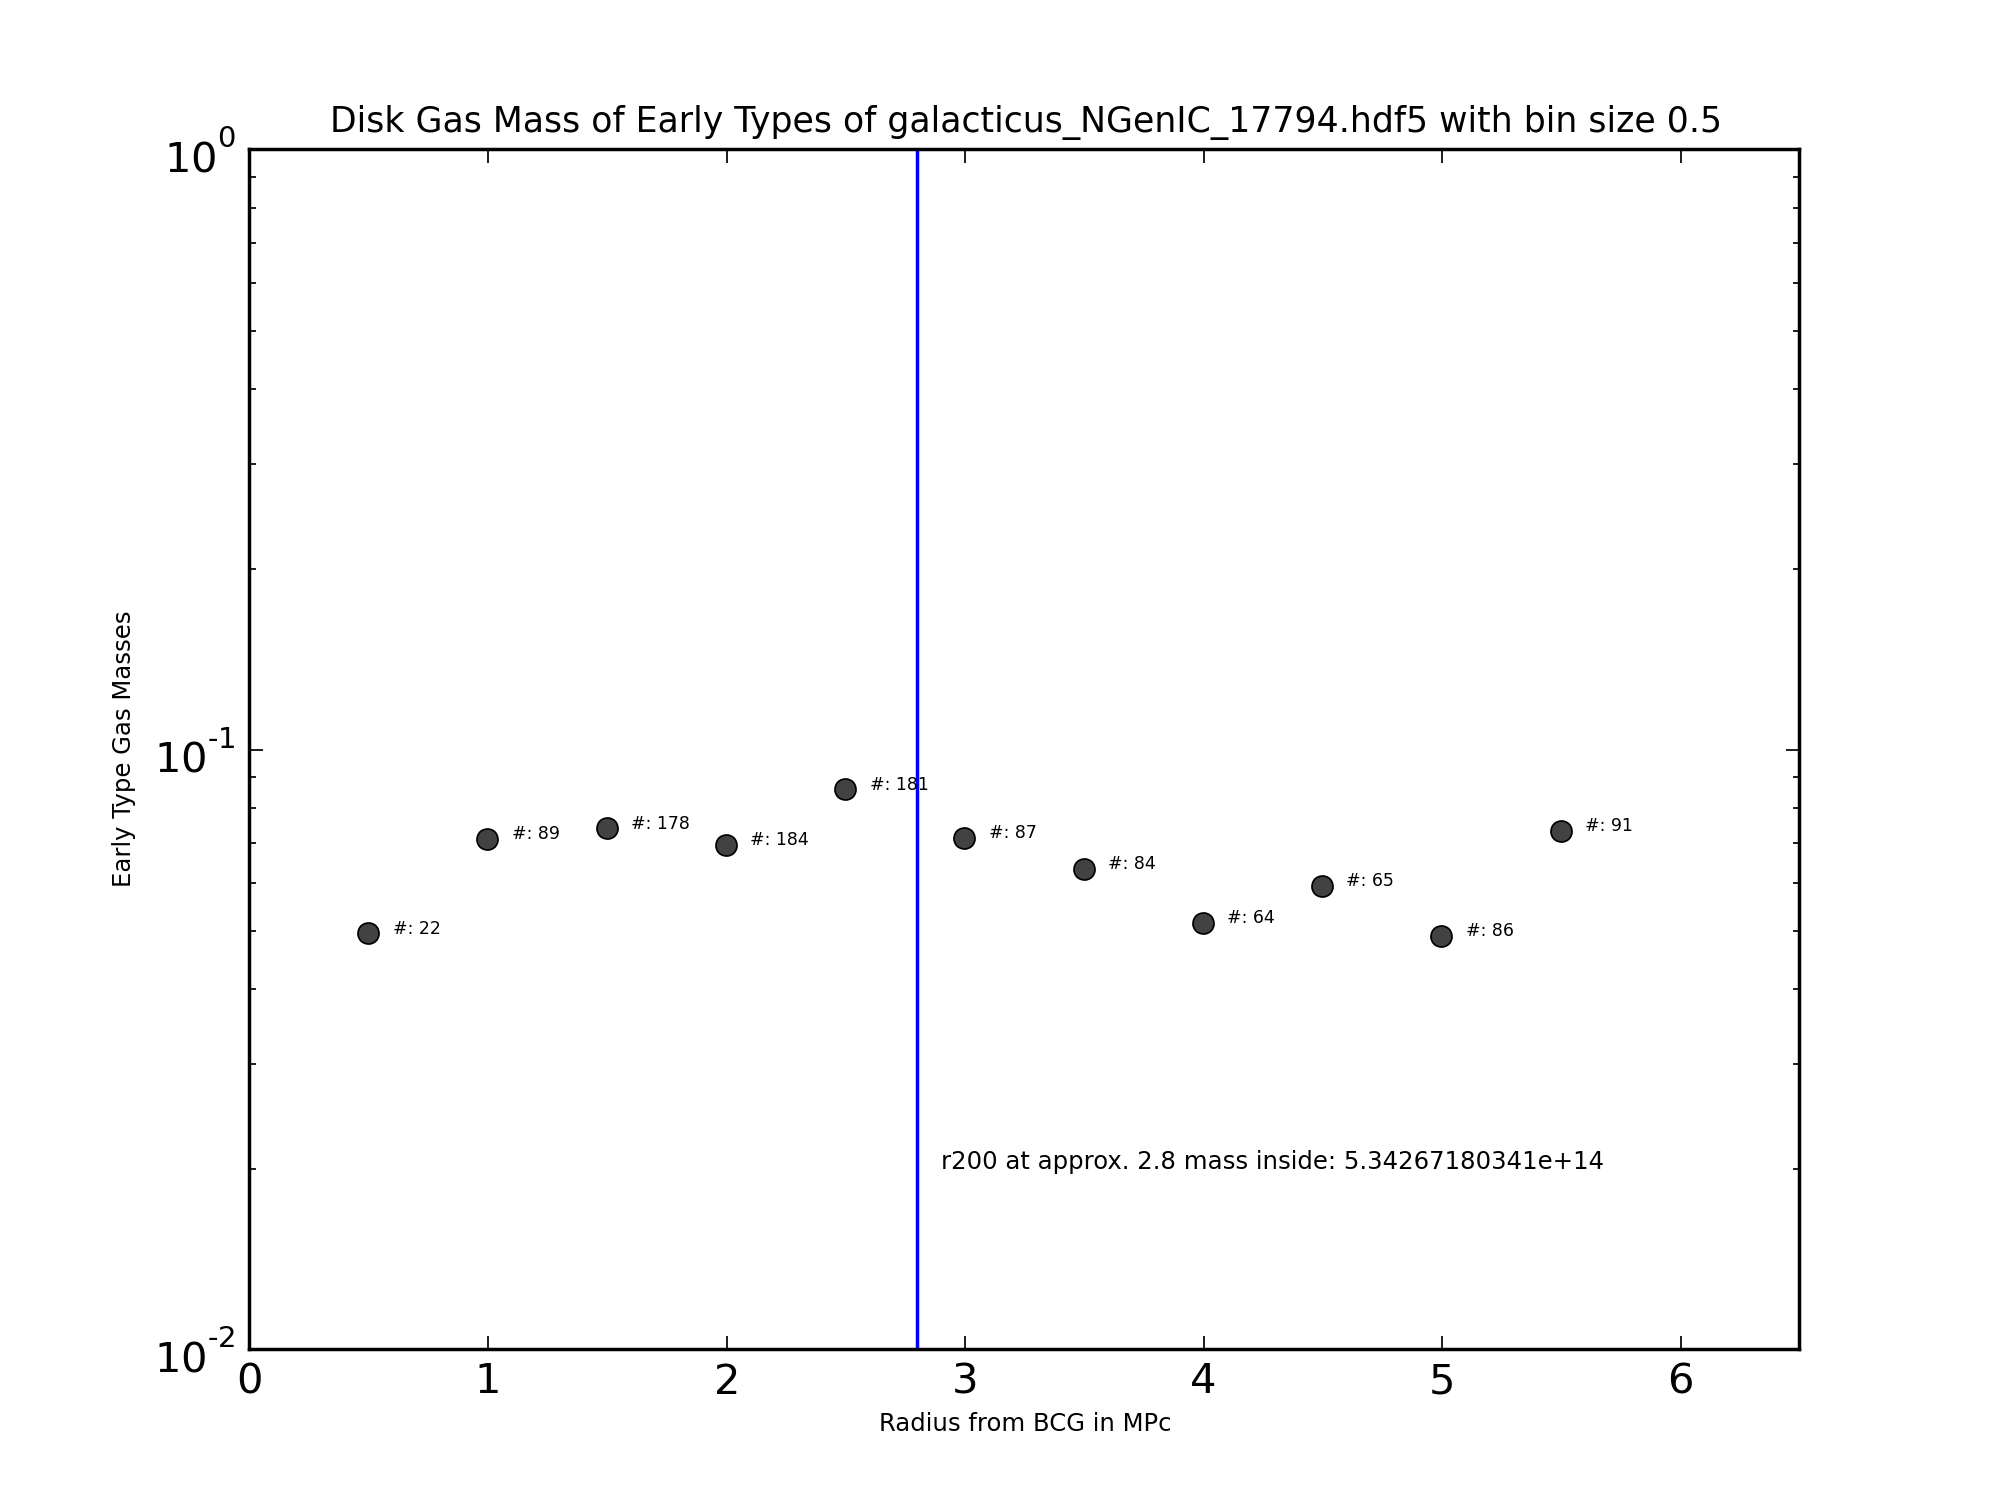 Disk Gas Mass of Early Types of galacticus_NGenIC_17794.hdf5 with bin size 0.5
10^0
10^-1
10^-2
Early Type Gas Masses
#: 22
#: 89
#: 178
#: 184
#: 181
#: 87
#: 84
#: 64
#: 65
#: 86
#: 91
r200 at approx. 2.8 mass inside: 5.34267180341e+14
0 1 2 3 4 5 6
Radius from BCG in MPc